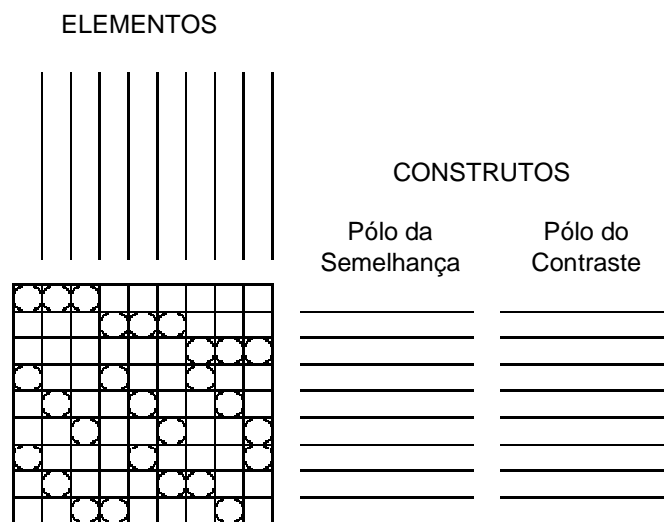 ELEMENTOS
CONSTRUTOS
Pólo da
Semelhança
Pólo do
Contraste